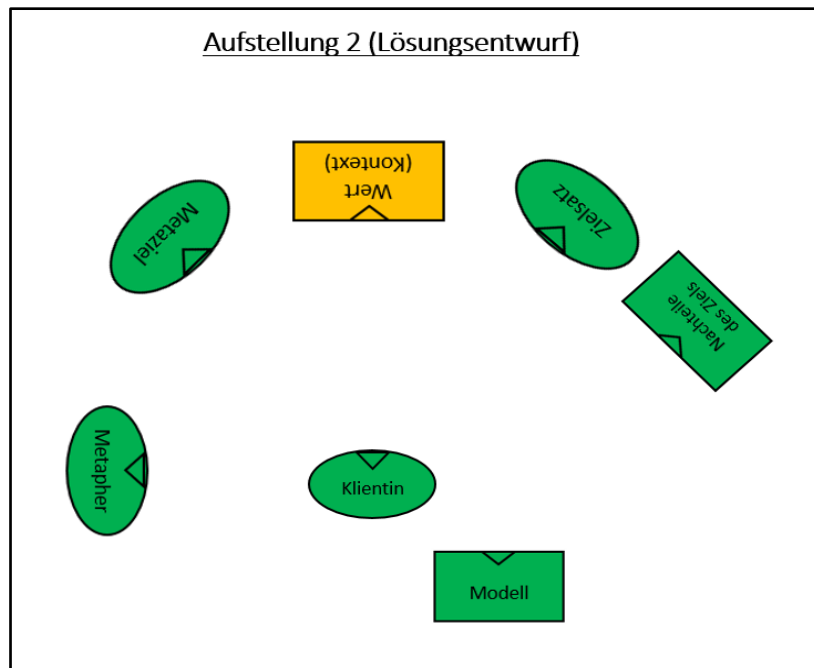 Aufstellung 2 (Lösungsentwurf)
Wert
(Kontext)
Metaziel
Zielsatz
Nachteile
des Ziels
Metapher
Klientin
Modell